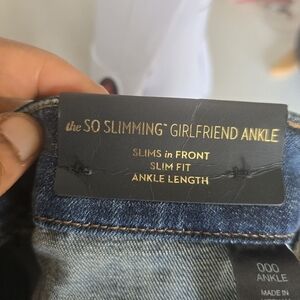 the SO SLIMMING™ GIRLFRIEND ANKLE
SLIMS in FRONT
SLIM FIT
ANKLE LENGTH
000
ANKLE
MADE IN